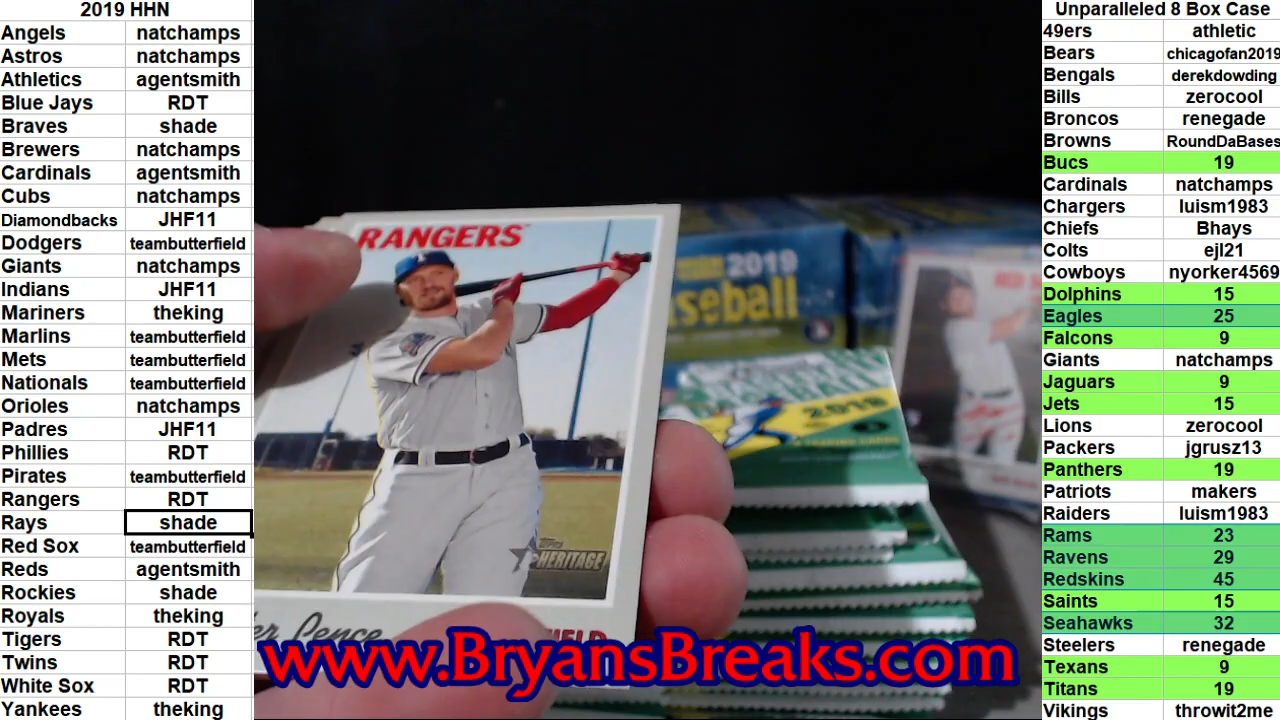 2019 HHN
Angels natchamps
Astros natchamps
Athletics agentsmith
Blue Jays RDT
Braves shade
Brewers natchamps
Cardinals agentsmith
Cubs natchamps
Diamondbacks JHF11
Dodgers teambutterfield
Giants natchamps
Indians JHF11
Mariners theking
Marlins teambutterfield
Mets teambutterfield
Nationals teambutterfield
Orioles natchamps
Padres JHF11
Phillies RDT
Pirates teambutterfield
Rangers RDT
Rays shade
Red Sox teambutterfield
Reds agentsmith
Rockies shade
Royals theking
Tigers RDT
Twins RDT
White Sox RDT
Yankees theking
RANGERS
TOPPS
HERITAGE
Pence
2019
Baseball
2019
RED
www.BryansBreaks.com
Unparalleled 8 Box Case
49ers athletic
Bears chicagofan2019
Bengals derekdowding
Bills zerocool
Broncos renegade
Browns RoundDaBases
Bucs 19
Cardinals natchamps
Chargers luism1983
Chiefs Bhays
Colts ejl21
Cowboys nyorker4569
Dolphins 15
Eagles 25
Falcons 9
Giants natchamps
Jaguars 9
Jets 15
Lions zerocool
Packers jgrusz13
Panthers 19
Patriots makers
Raiders luism1983
Rams 23
Ravens 29
Redskins 45
Saints 15
Seahawks 32
Steelers renegade
Texans 9
Titans 19
Vikings throwit2me